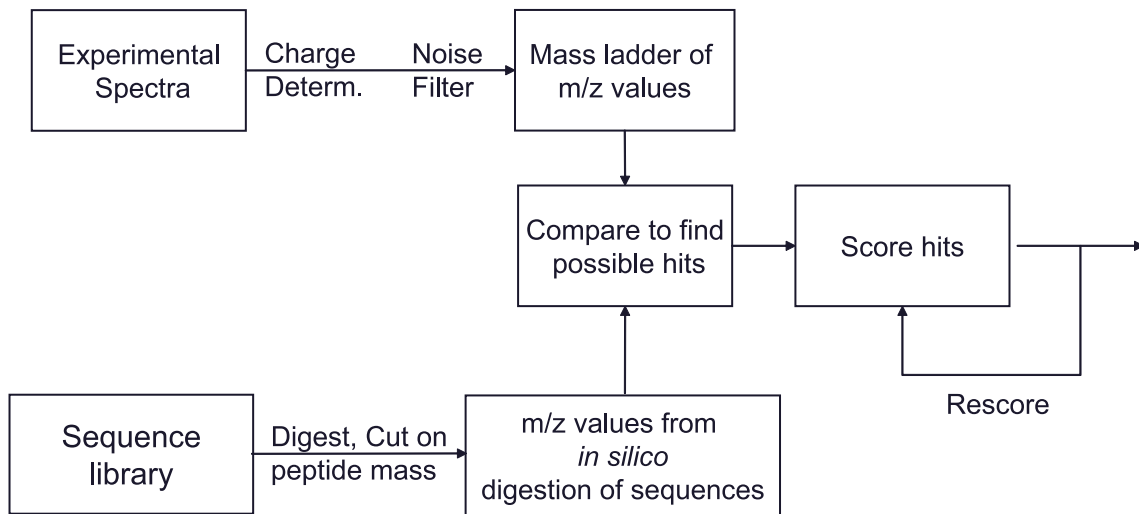 Experimental
Spectra
Charge
Determ.
Noise
Filter
Mass ladder of
m/z values
Compare to find
possible hits
Score hits
Rescore
Sequence
library
Digest, Cut on
peptide mass
m/z values from
in silico
digestion of sequences